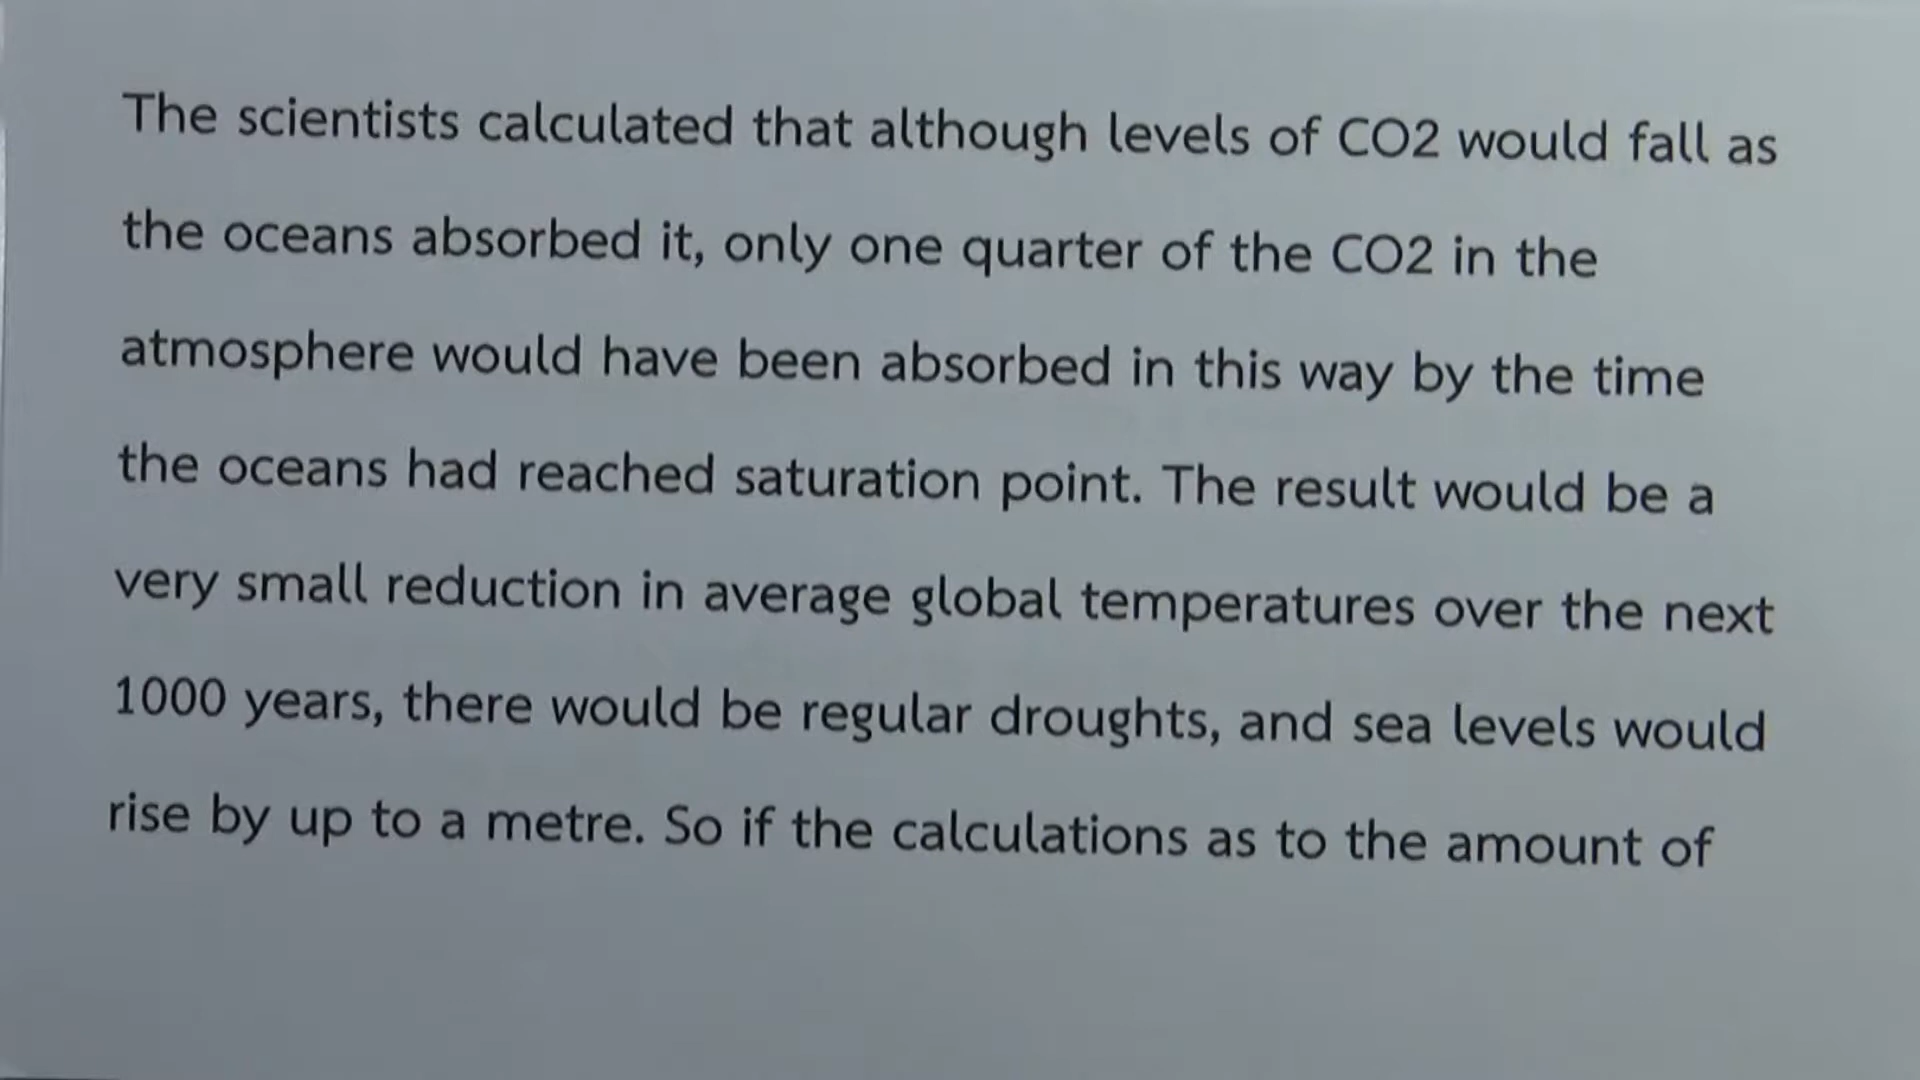 The scientists calculated that although levels of CO2 would fall as
the oceans absorbed it, only one quarter of the CO2 in the
atmosphere would have been absorbed in this way by the time
the oceans had reached saturation point. The result would be a
very small reduction in average global temperatures over the next
1000 years, there would be regular droughts, and sea levels would
rise by up to a metre. So if the calculations as to the amount of